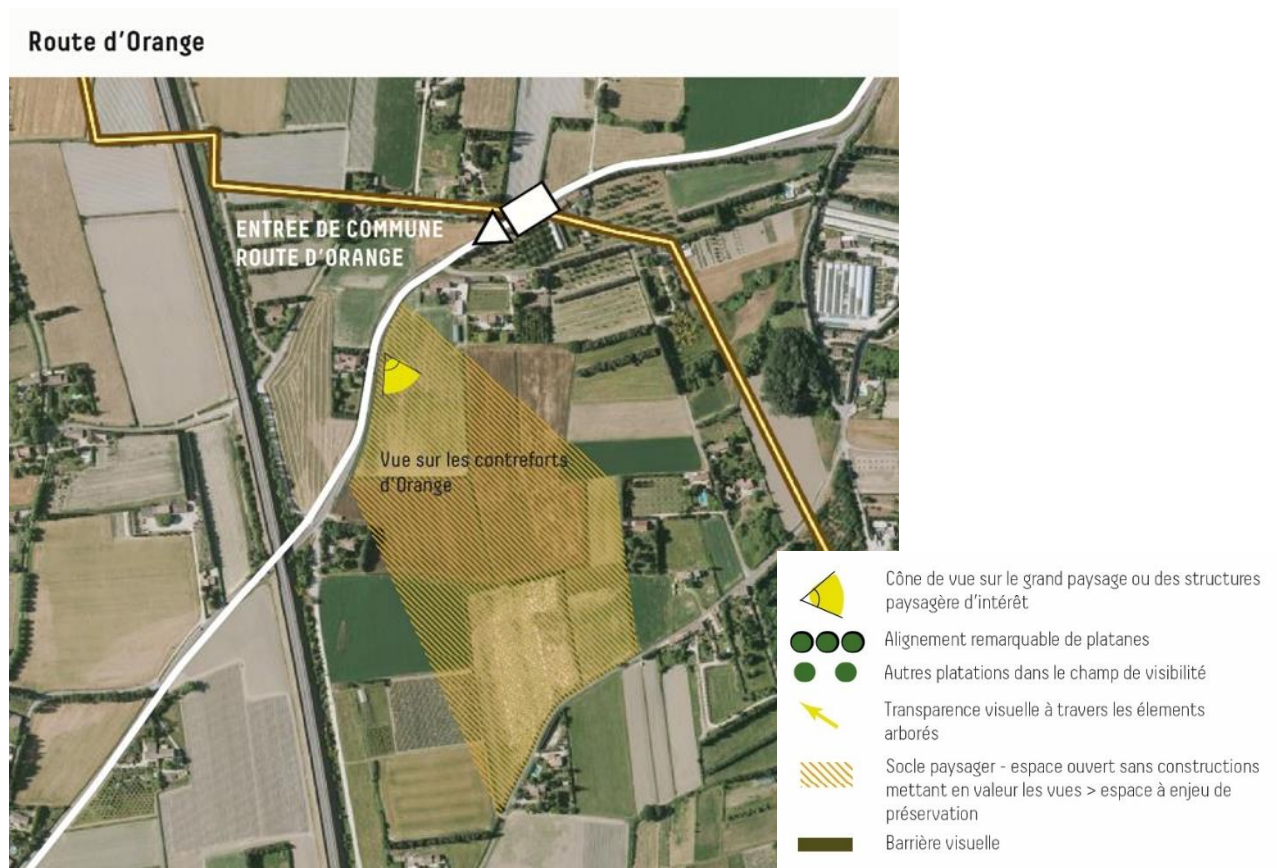 Route d'Orange
ENTREE DE COMMUNE
ROUTE D'ORANGE
Vue sur les contreforts
d'Orange
Cône de vue sur le grand paysage ou des structures
paysagère d'intérêt
Alignement remarquable de platanes
Autres platations dans le champ de visibilité
Transparence visuelle à travers les élements
arborés
Socle paysager - espace ouvert sans constructions
mettant en valeur les vues > espace à enjeu de
préservation
Barrière visuelle